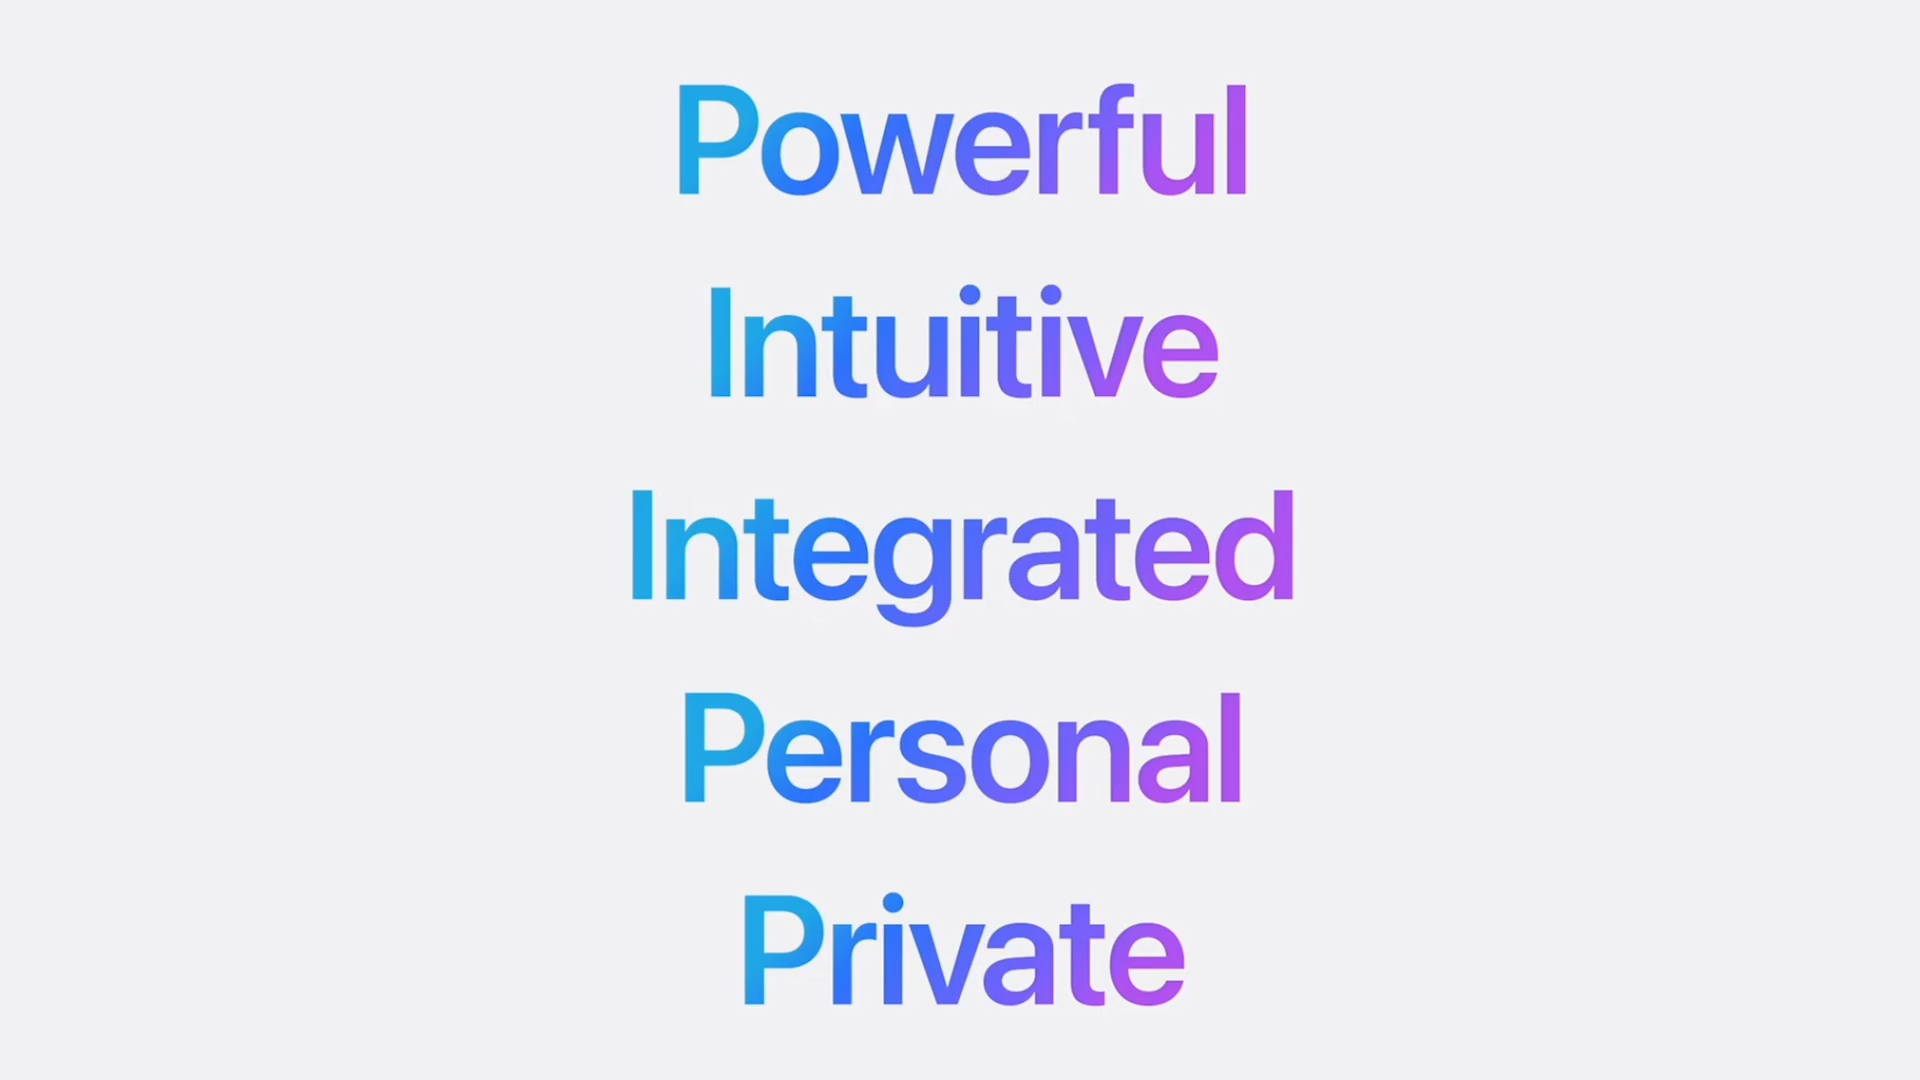 Powerful
Intuitive
Integrated
Personal
Private